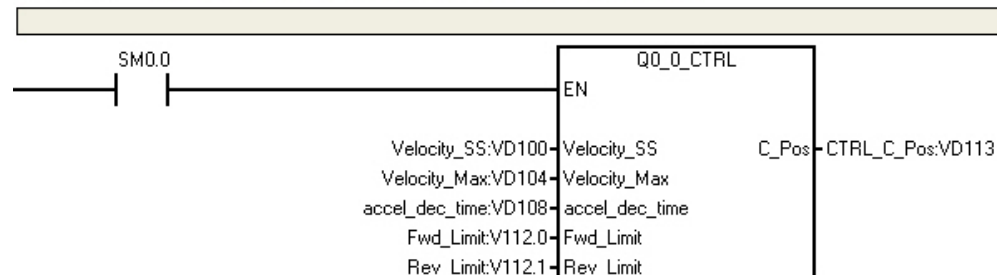 SM0.0
Q0_0_CTRL
EN
Velocity_SS:VD100 Velocity_SS C_Pos CTRL_C_Pos:VD113
Velocity_Max:VD104 Velocity_Max
accel_dec_time:VD108 accel_dec_time
Fwd_Limit:V112.0 Fwd_Limit
Rev_Limit:V112.1 Rev_Limit